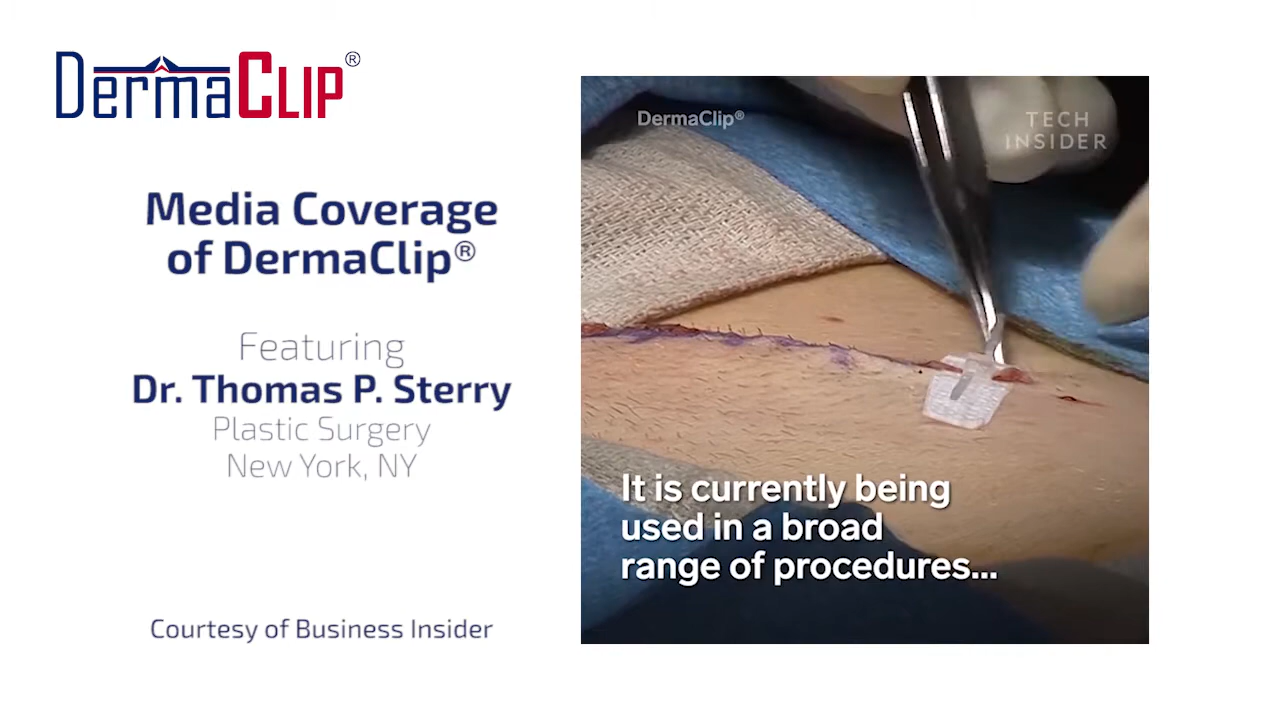 DermaClip®
Media Coverage
of DermaClip®
Featuring
Dr. Thomas P. Sterry
Plastic Surgery
New York, NY
Courtesy of Business Insider
DermaClip®
TECH
INSIDER
It is currently being
used in a broad
range of procedures...